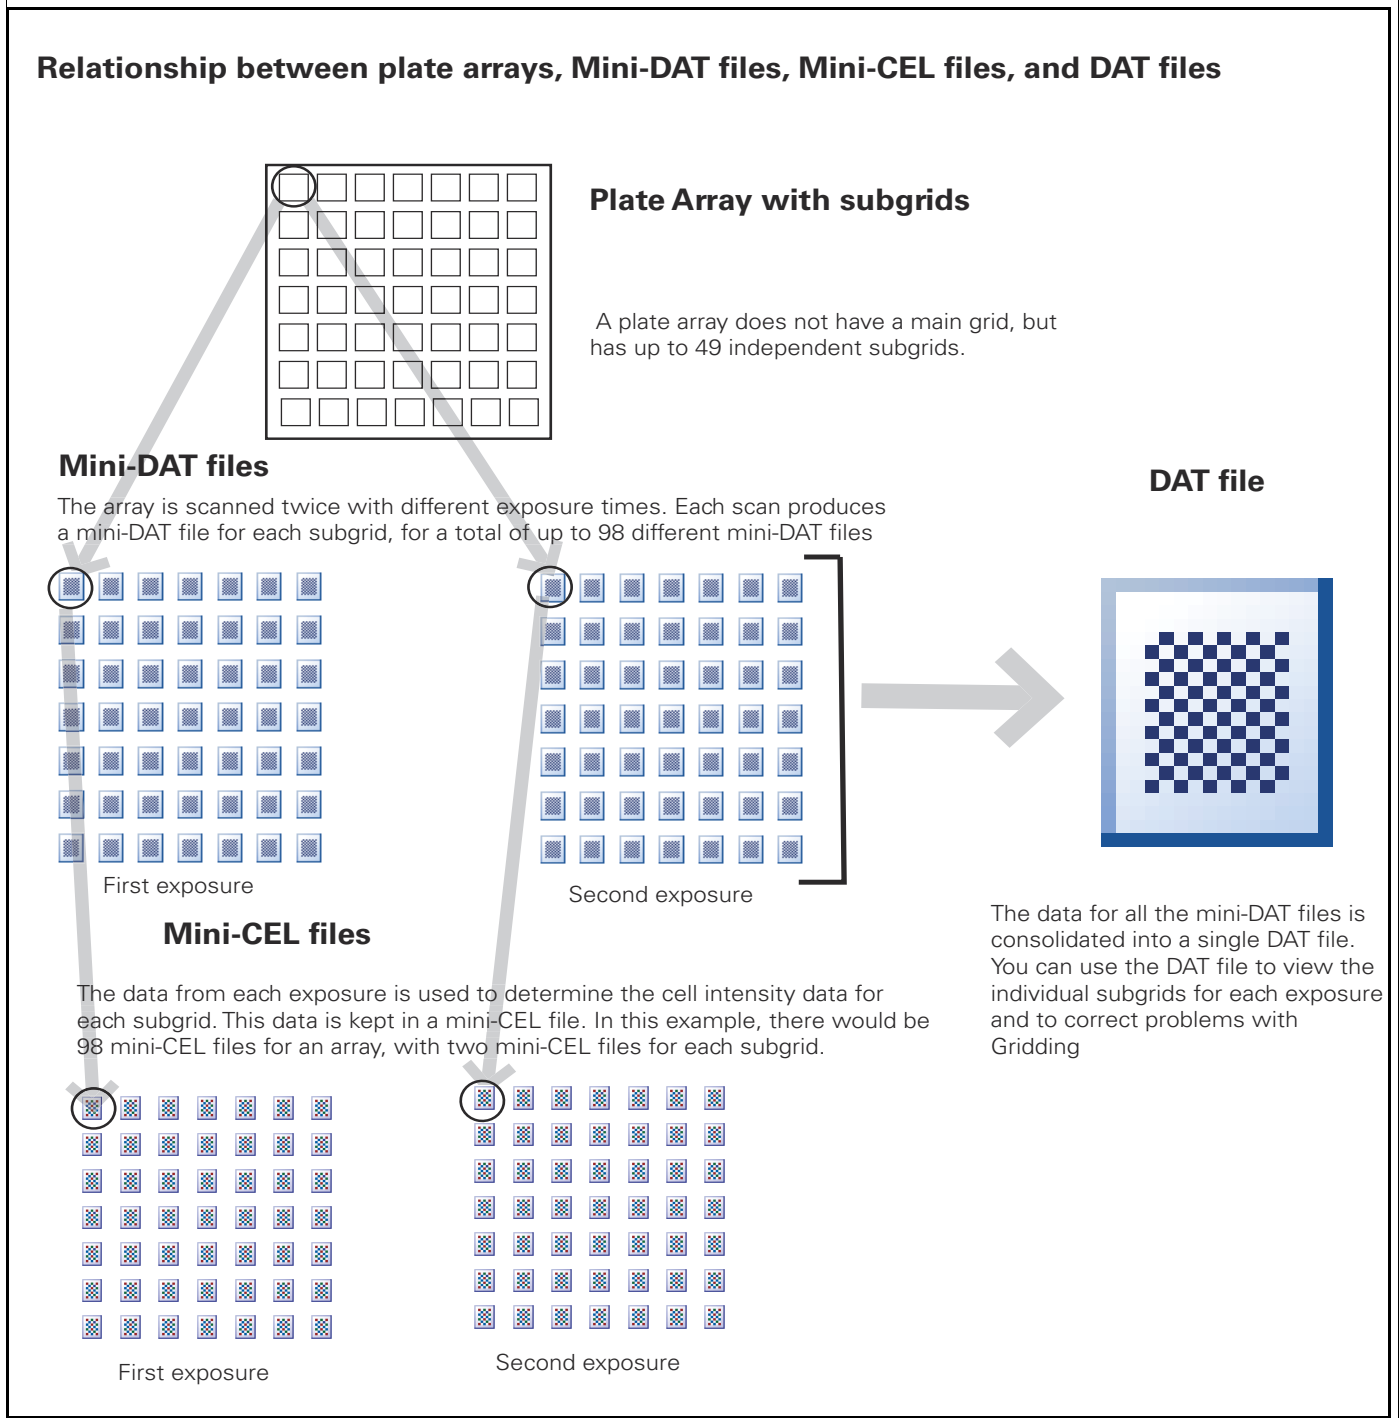 Relationship between plate arrays, Mini-DAT files, Mini-CEL files, and DAT files
Plate Array with subgrids
A plate array does not have a main grid, but
has up to 49 independent subgrids.
Mini-DAT files
The array is scanned twice with different exposure times. Each scan produces
a mini-DAT file for each subgrid, for a total of up to 98 different mini-DAT files
First exposure
Second exposure
DAT file
The data for all the mini-DAT files is
consolidated into a single DAT file.
You can use the DAT file to view the
individual subgrids for each exposure
and to correct problems with
Gridding
Mini-CEL files
The data from each exposure is used to determine the cell intensity data for
each subgrid. This data is kept in a mini-CEL file. In this example, there would be
98 mini-CEL files for an array, with two mini-CEL files for each subgrid.
First exposure
Second exposure